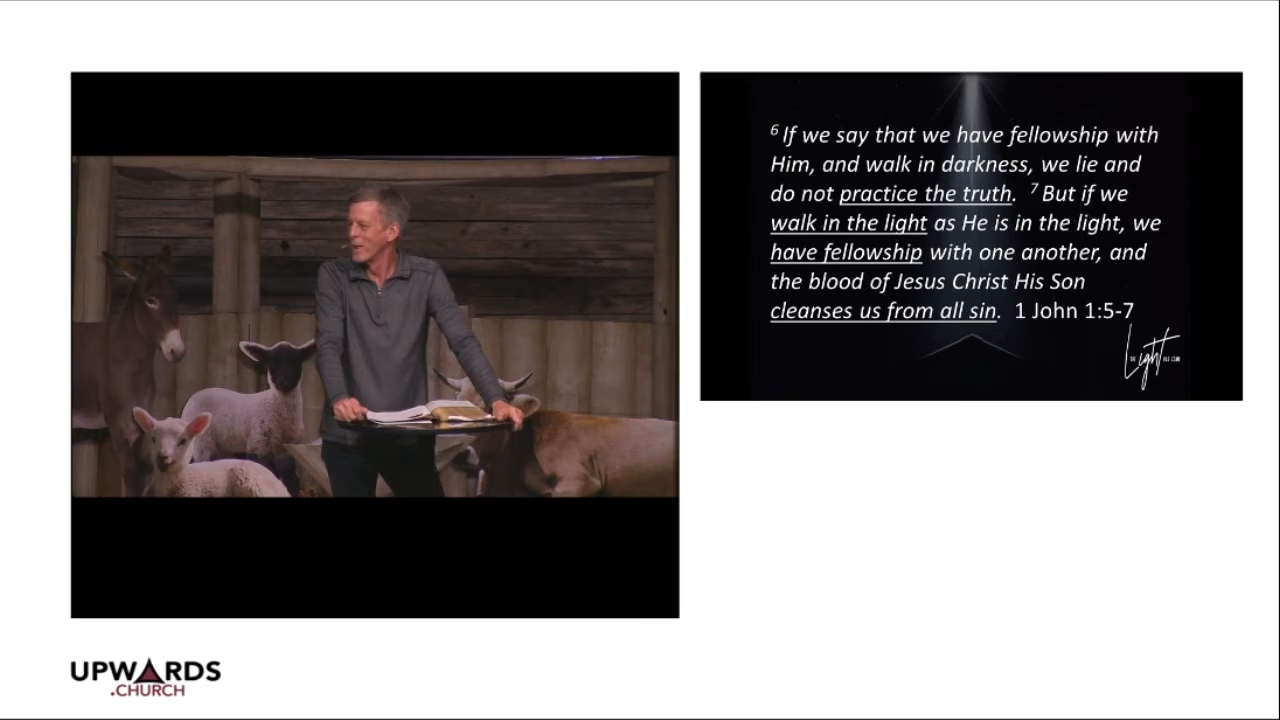 ⁶ If we say that we have fellowship with
Him, and walk in darkness, we lie and
do not practice the truth. ⁷ But if we
walk in the light as He is in the light, we
have fellowship with one another, and
the blood of Jesus Christ His Son
cleanses us from all sin. 1 John 1:5-7
Light
UPWARDS
.CHURCH